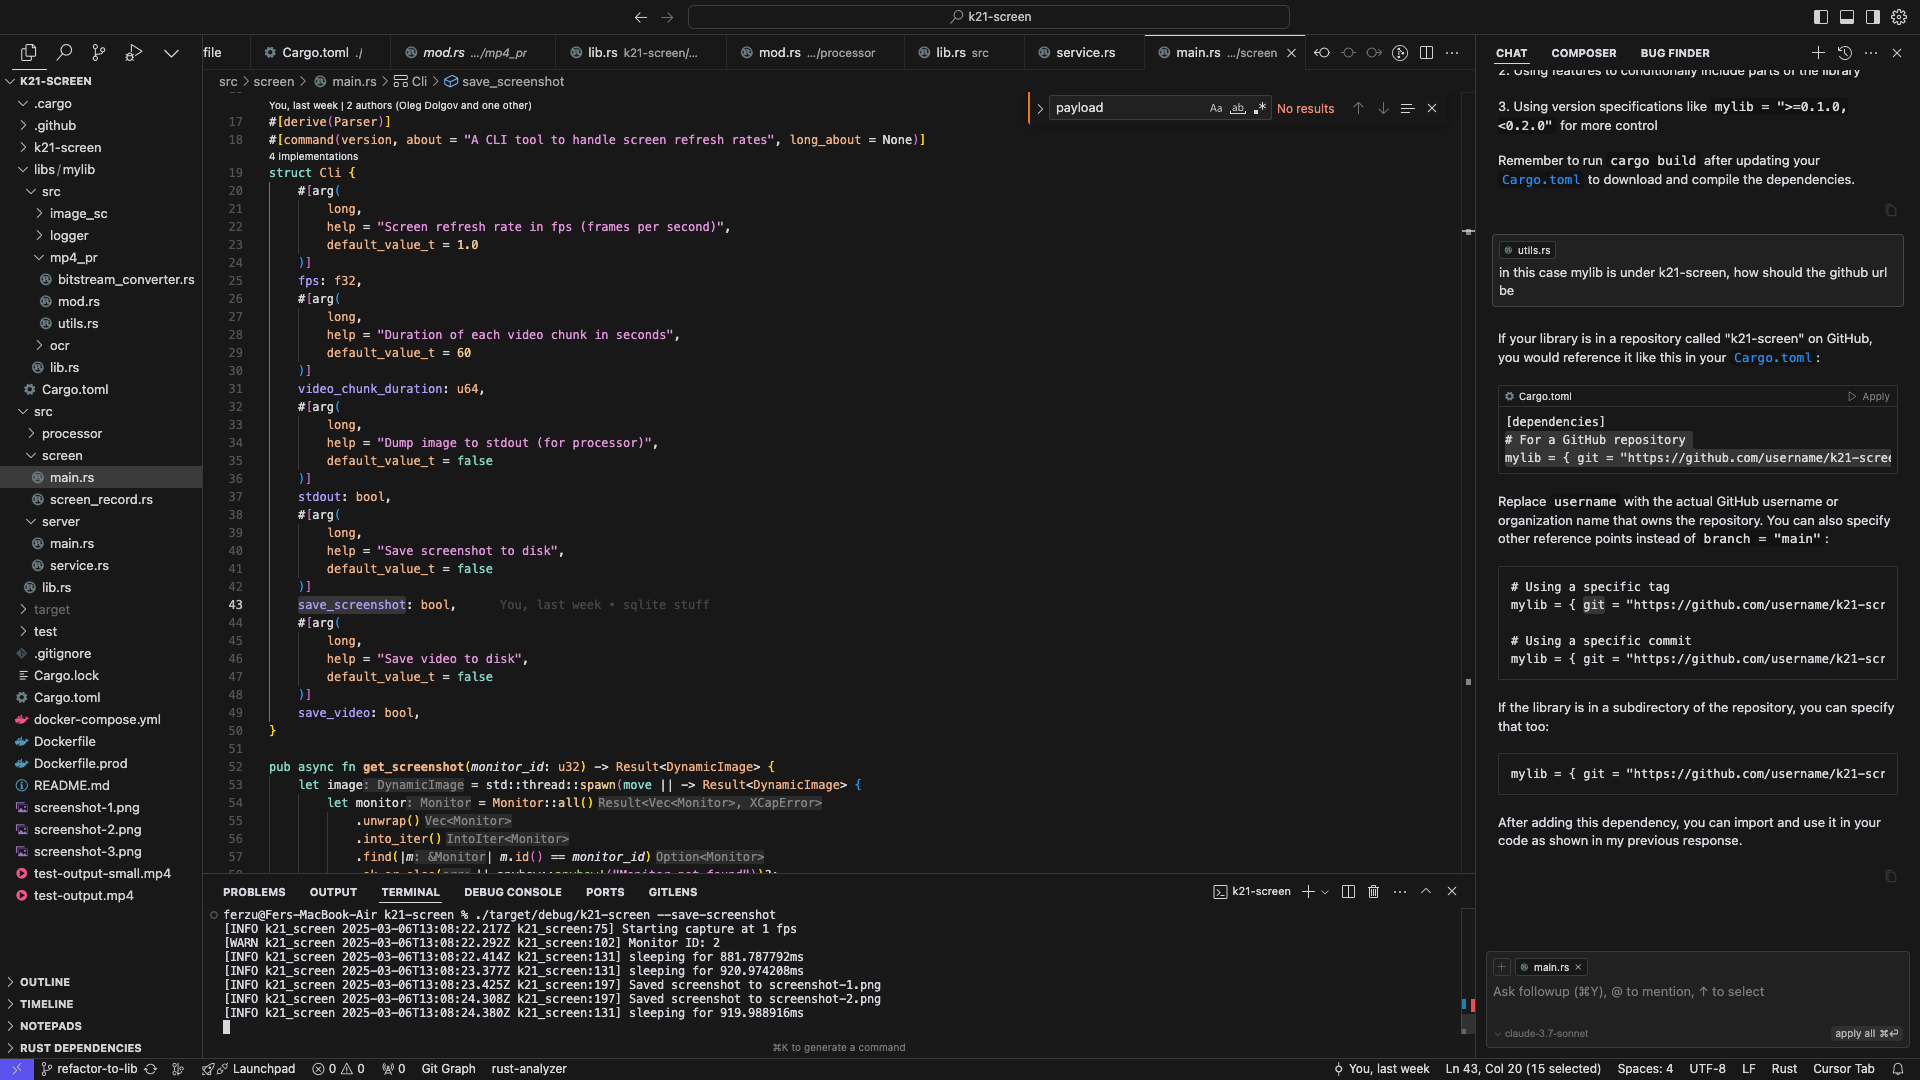 k21-screen
file
Cargo.toml ./
mod.rs .../mp4_pr
lib.rs k21-screen/...
mod.rs .../processor
lib.rs src
service.rs
main.rs .../screen
CHAT
COMPOSER
BUG FINDER
K21-SCREEN
.cargo
.github
k21-screen
libs/mylib
src
image_sc
logger
mp4_pr
bitstream_converter.rs
mod.rs
utils.rs
ocr
lib.rs
Cargo.toml
src
processor
screen
main.rs
screen_record.rs
server
main.rs
service.rs
lib.rs
target
test
.gitignore
Cargo.lock
Cargo.toml
docker-compose.yml
Dockerfile
Dockerfile.prod
README.md
screenshot-1.png
screenshot-2.png
screenshot-3.png
test-output-small.mp4
test-output.mp4
OUTLINE
TIMELINE
NOTEPADS
RUST DEPENDENCIES
src > screen > main.rs > Cli > save_screenshot
payload
Aa ab .*
No results
You, last week | 2 authors (Oleg Dolgov and one other)
17 #[derive(Parser)]
18 #[command(version, about = "A CLI tool to handle screen refresh rates", long_about = None)]
4 implementations
19 struct Cli {
20 #[arg(
21 long,
22 help = "Screen refresh rate in fps (frames per second)",
23 default_value_t = 1.0
24 )]
25 fps: f32,
26 #[arg(
27 long,
28 help = "Duration of each video chunk in seconds",
29 default_value_t = 60
30 )]
31 video_chunk_duration: u64,
32 #[arg(
33 long,
34 help = "Dump image to stdout (for processor)",
35 default_value_t = false
36 )]
37 stdout: bool,
38 #[arg(
39 long,
40 help = "Save screenshot to disk",
41 default_value_t = false
42 )]
43 save_screenshot: bool, You, last week • sqlite stuff
44 #[arg(
45 long,
46 help = "Save video to disk",
47 default_value_t = false
48 )]
49 save_video: bool,
50 }
51
52 pub async fn get_screenshot(monitor_id: u32) -> Result<DynamicImage> {
53 let image: DynamicImage = std::thread::spawn(move || -> Result<DynamicImage> {
54 let monitor: Monitor = Monitor::all() Result<Vec<Monitor>, XCapError>
55 .unwrap() Vec<Monitor>
56 .into_iter() IntoIter<Monitor>
57 .find(|m: &Monitor| m.id() == monitor_id) Option<Monitor>
PROBLEMS
OUTPUT
TERMINAL
DEBUG CONSOLE
PORTS
GITLENS
k21-screen
ferzu@Fers-MacBook-Air k21-screen % ./target/debug/k21-screen --save-screenshot
[INFO k21_screen 2025-03-06T13:08:22.217Z k21_screen:75] Starting capture at 1 fps
[WARN k21_screen 2025-03-06T13:08:22.292Z k21_screen:102] Monitor ID: 2
[INFO k21_screen 2025-03-06T13:08:22.414Z k21_screen:131] sleeping for 881.787792ms
[INFO k21_screen 2025-03-06T13:08:23.377Z k21_screen:131] sleeping for 920.974208ms
[INFO k21_screen 2025-03-06T13:08:23.425Z k21_screen:197] Saved screenshot to screenshot-1.png
[INFO k21_screen 2025-03-06T13:08:24.308Z k21_screen:197] Saved screenshot to screenshot-2.png
[INFO k21_screen 2025-03-06T13:08:24.380Z k21_screen:131] sleeping for 919.988916ms
⌘K to generate a command
2. Using features to conditionally include parts of the library
3. Using version specifications like mylib = ">=0.1.0,
<0.2.0" for more control
Remember to run cargo build after updating your
Cargo.toml to download and compile the dependencies.
utils.rs
in this case mylib is under k21-screen, how should the github url
be
If your library is in a repository called "k21-screen" on GitHub,
you would reference it like this in your Cargo.toml :
Cargo.toml
Apply
[dependencies]
# For a GitHub repository
mylib = { git = "https://github.com/username/k21-scree
Replace username with the actual GitHub username or
organization name that owns the repository. You can also specify
other reference points instead of branch = "main" :
# Using a specific tag
mylib = { git = "https://github.com/username/k21-scr
# Using a specific commit
mylib = { git = "https://github.com/username/k21-scr
If the library is in a subdirectory of the repository, you can specify
that too:
mylib = { git = "https://github.com/username/k21-scr
After adding this dependency, you can import and use it in your
code as shown in my previous response.
main.rs
Ask followup (⌘Y), @ to mention, ↑ to select
claude-3.7-sonnet
apply all ⌘↩
refactor-to-lib
Launchpad
0 0
0
Git Graph
rust-analyzer
You, last week
Ln 43, Col 20 (15 selected)
Spaces: 4
UTF-8
LF
Rust
Cursor Tab